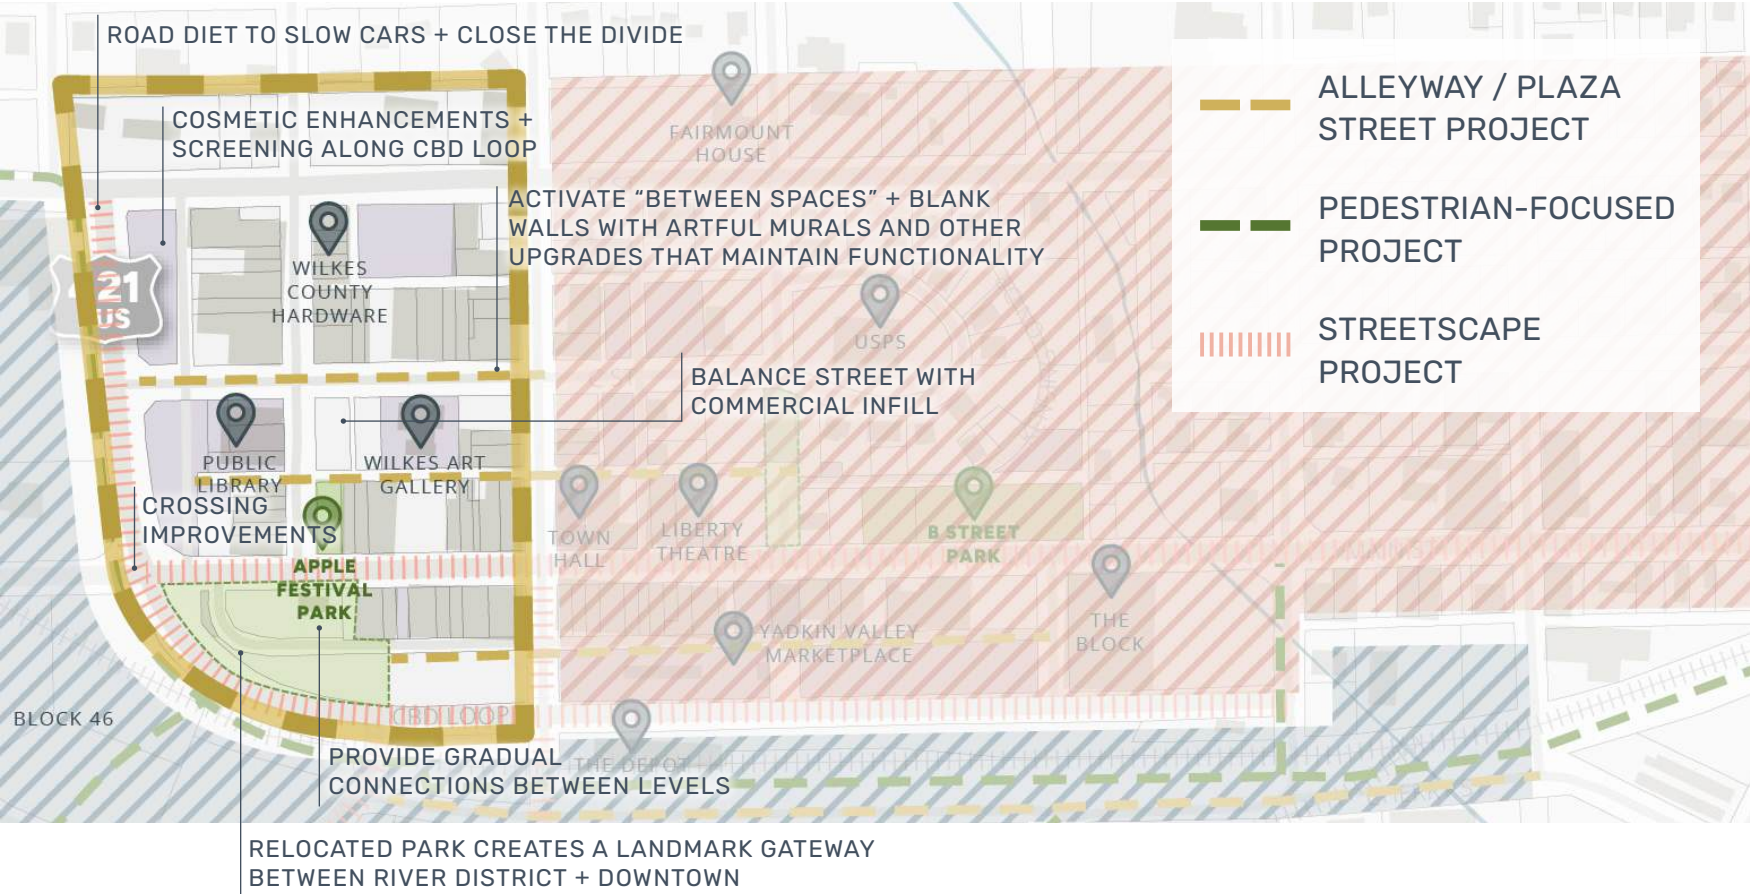 ROAD DIET TO SLOW CARS + CLOSE THE DIVIDE
COSMETIC ENHANCEMENTS +
SCREENING ALONG CBD LOOP
ACTIVATE “BETWEEN SPACES” + BLANK
WALLS WITH ARTFUL MURALS AND OTHER
UPGRADES THAT MAINTAIN FUNCTIONALITY
FAIRMOUNT
HOUSE
ALLEYWAY / PLAZA
STREET PROJECT
PEDESTRIAN-FOCUSED
PROJECT
STREETSCAPE
PROJECT
WILKES
COUNTY
HARDWARE
421
US
USPS
BALANCE STREET WITH
COMMERCIAL INFILL
PUBLIC
LIBRARY
WILKES ART
GALLERY
CROSSING
IMPROVEMENTS
TOWN
HALL
LIBERTY
THEATRE
B STREET
PARK
APPLE
FESTIVAL
PARK
THE
BLOCK
YADKIN VALLEY
MARKETPLACE
BLOCK 46
CBD LOOP
THE DEPOT
PROVIDE GRADUAL
CONNECTIONS BETWEEN LEVELS
RELOCATED PARK CREATES A LANDMARK GATEWAY
BETWEEN RIVER DISTRICT + DOWNTOWN